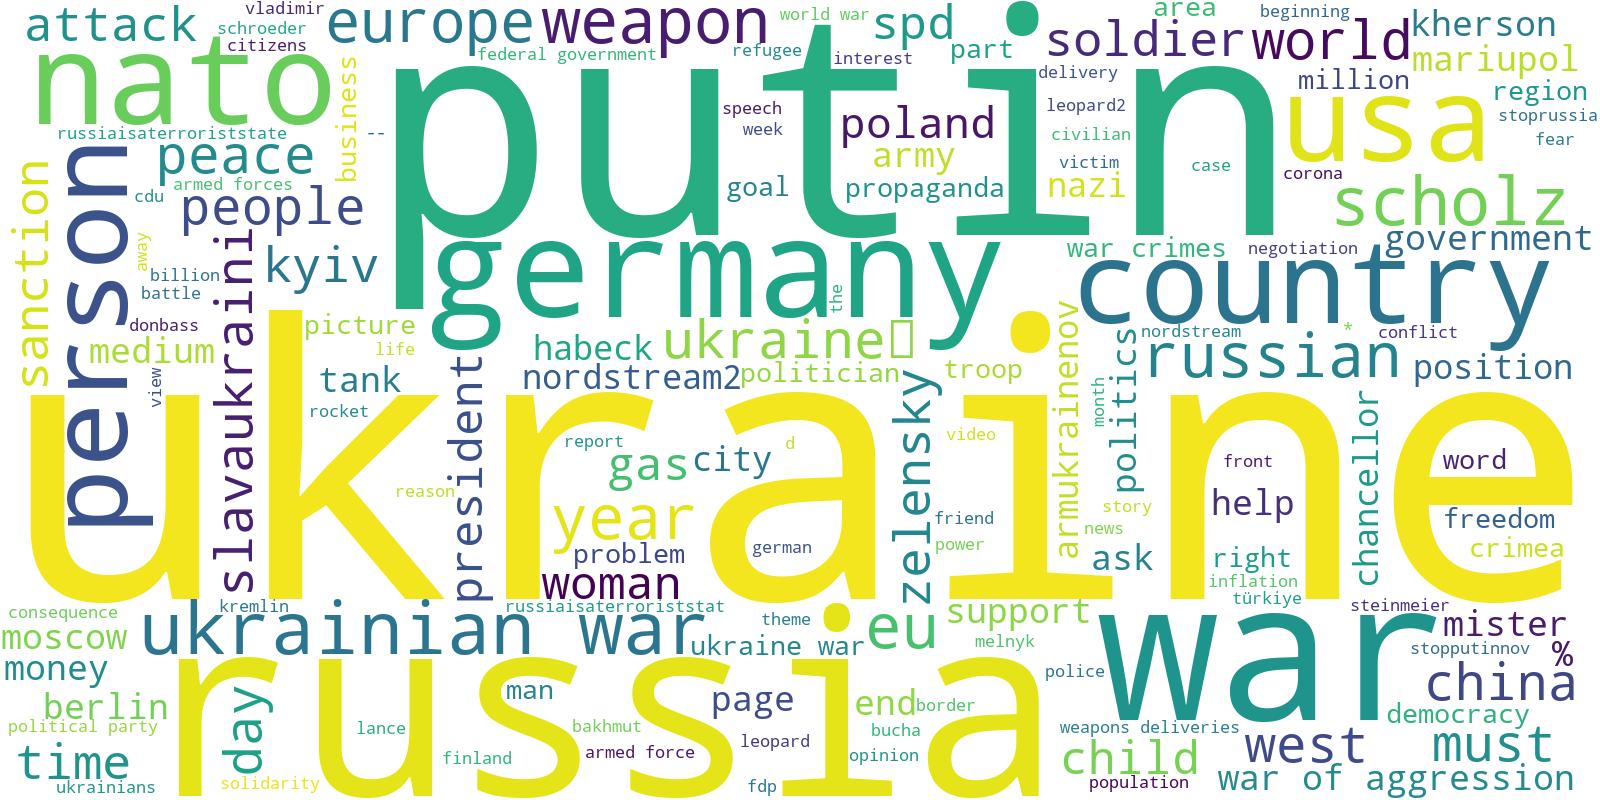 vladimir
attack
schroeder
citizens
europe
weapon
world war
spd
area
beginning
kherson
federal government
refugee
interest
part
soldier
world
mariupol
nato
putin
delivery
million
usa
region
business
speech
leopard2
stoprussia
russiaisaterroriststate
--
week
poland
civilian
fear
peace
army
victim
case
corona
armed forces
goal
propaganda
nazi
scholz
cdu
people
sanction
person
slavaukraini
away
kyiv
germany
war crimes
negotiation
government
billion
battle
the
country
donbass
picture
ukraine
armukrainenov
politics
nordstream
*
conflict
medium
life
habeck
russian
view
tank
president
nordstream2
politician
zelensky
troop
month
position
rocket
chancellor
ukraine
report
d
video
gas
city
front
word
reason
help
year
story
friend
freedom
news
problem
german
power
ask
right
crimea
woman
inflation
türkiye
consequence
kremlin
russiaisaterroriststat
support
steinmeier
moscow
ukrainian war
theme
eu
melnyk
war
mister
ukraine war
stopputinnov
%
money
russia
police
man
page
china
berlin
day
end
border
democracy
political party
lance
bakhmut
bucha
weapons deliveries
time
finland
armed force
leopard
opinion
child
west
must
ukrainians
solidarity
fdp
population
war of aggression